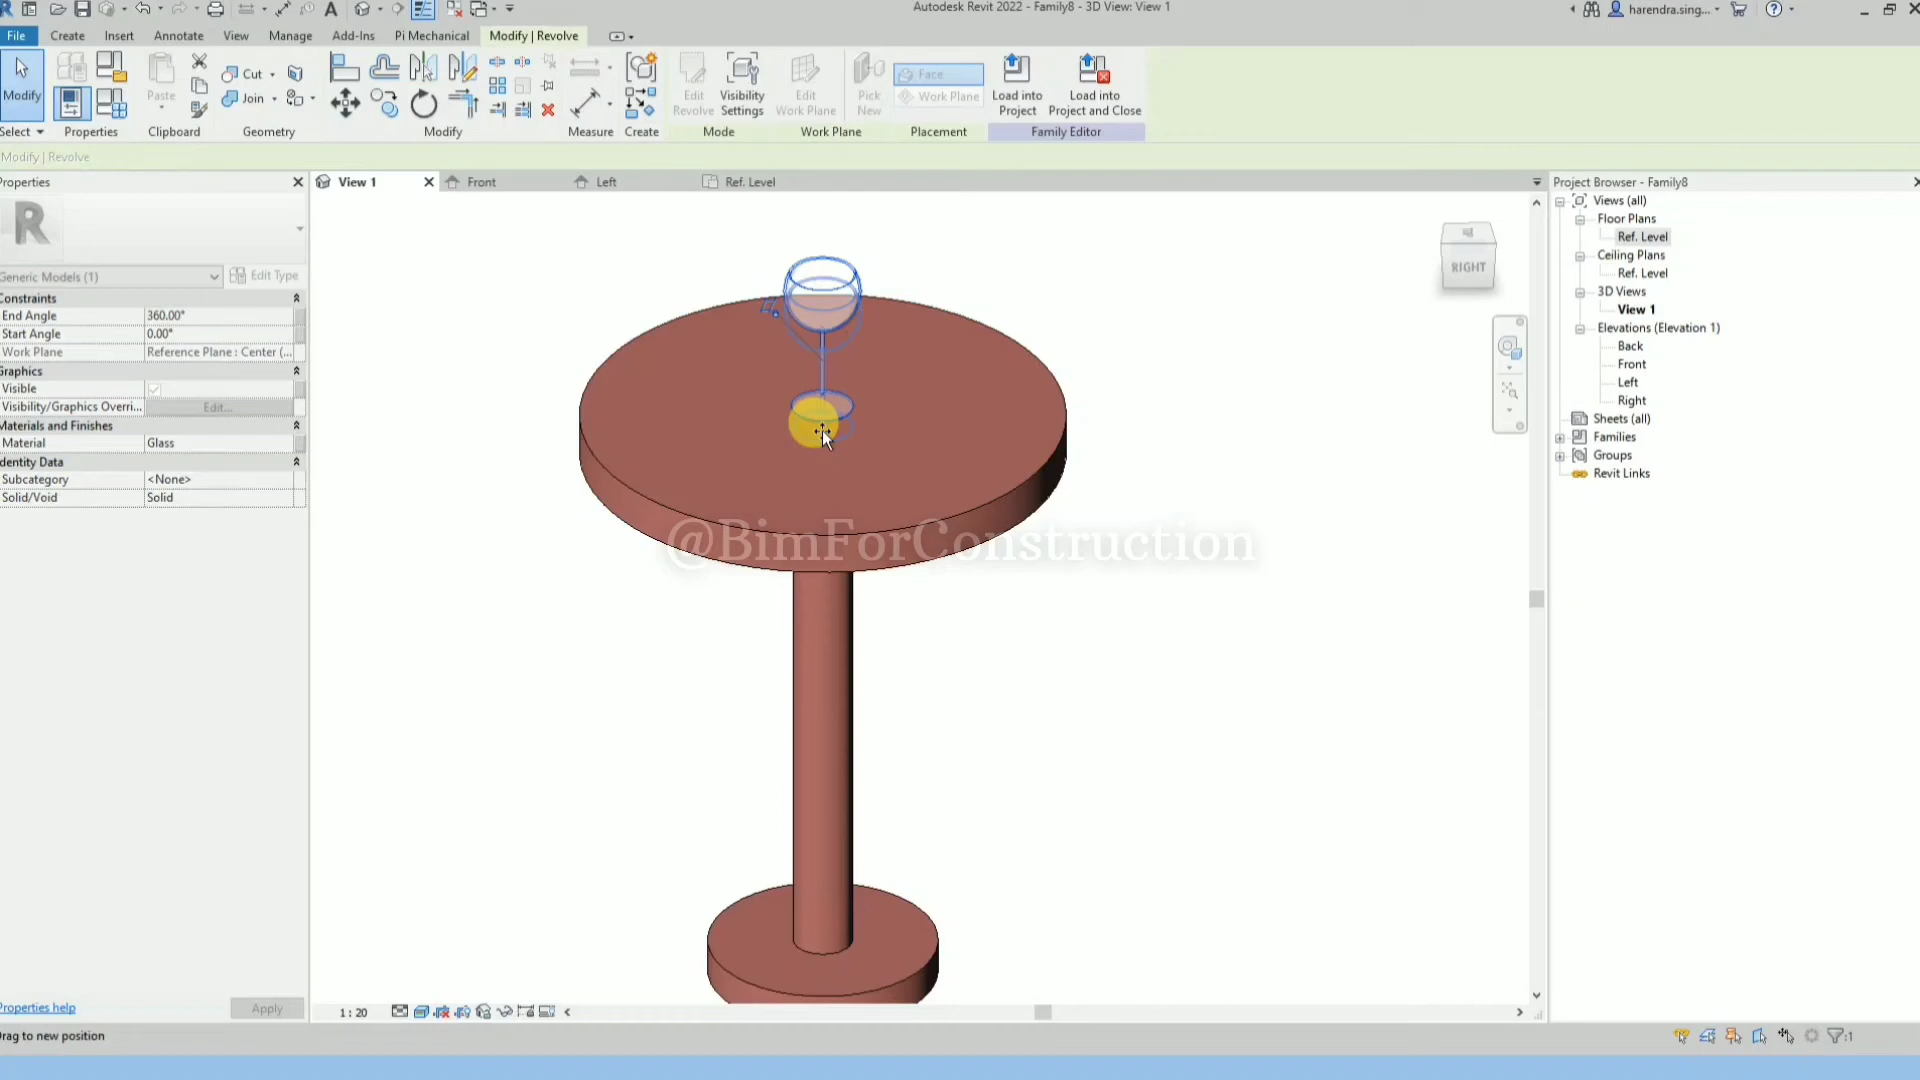 Autodesk Revit 2022 - Family8 - 3D View: View 1
harendra.sing...
File Create Insert Annotate View Manage Add-Ins Pi Mechanical Modify | Revolve
Modify
Paste
Cut
Join
Edit Revolve
Visibility Settings
Edit Work Plane
Pick New
Face
Work Plane
Load into Project
Load into Project and Close
Select Properties Clipboard Geometry Modify Measure Create Mode Work Plane Placement Family Editor
Modify | Revolve
Properties
View 1
Front
Left
Ref. Level
Project Browser - Family8
Generic Models (1)
Edit Type
Constraints
End Angle 360.00°
Start Angle 0.00°
Work Plane Reference Plane : Center (...
Graphics
Visible
Visibility/Graphics Overri... Edit...
Materials and Finishes
Material Glass
Identity Data
Subcategory <None>
Solid/Void Solid
Views (all)
Floor Plans
Ref. Level
Ceiling Plans
Ref. Level
3D Views
View 1
Elevations (Elevation 1)
Back
Front
Left
Right
Sheets (all)
Families
Groups
Revit Links
RIGHT
@BimForConstruction
Properties help
Apply
1 : 20
Drag to new position
:1